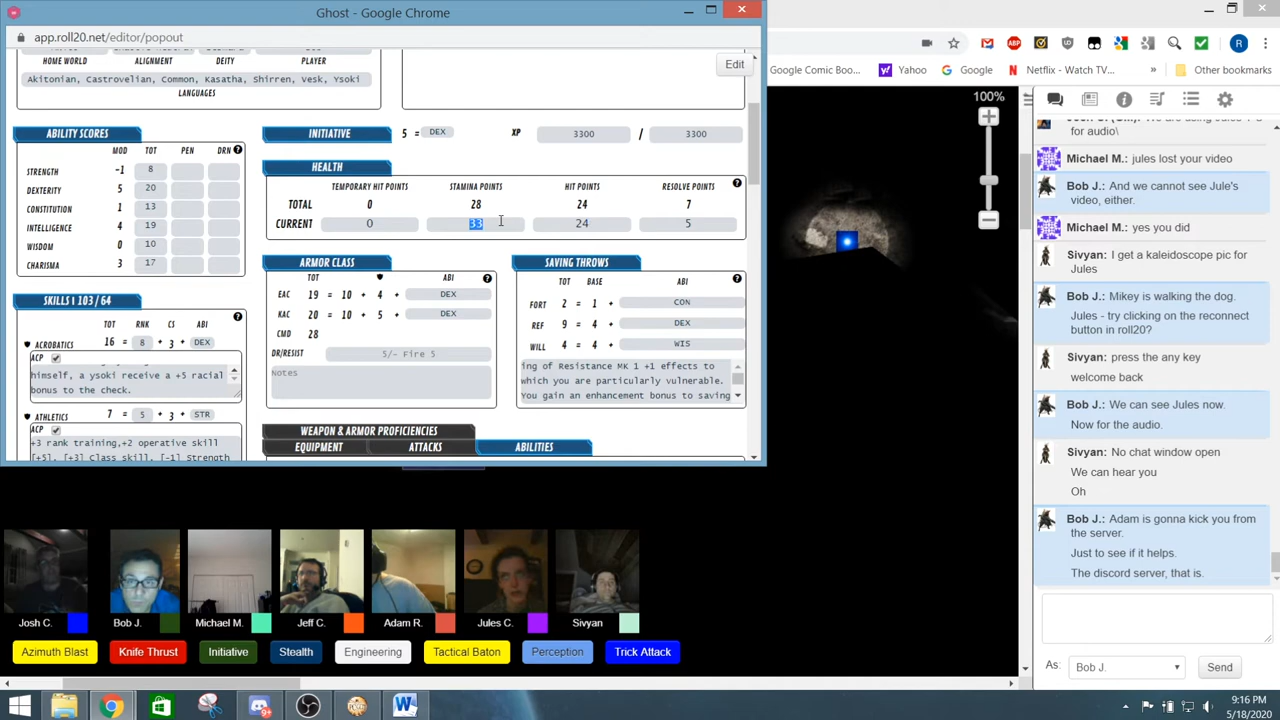 Ghost - Google Chrome
app.roll20.net/editor/popout
HOME WORLD ALIGNMENT DEITY PLAYER
Akitonian, Castrovelian, Common, Kasatha, Shirren, Vesk, Ysoki
LANGUAGES
Edit
ABILITY SCORES
MOD TOT PEN DRN
STRENGTH -1 8
DEXTERITY 5 20
CONSTITUTION 1 13
INTELLIGENCE 4 19
WISDOM 0 10
CHARISMA 3 17
SKILLS | 103 / 64
TOT RNK CS ABI
ACROBATICS 16 = 8 + 3 + DEX
ACP
himself, a ysoki receive a +5 racial
bonus to the check.
ATHLETICS 7 = 5 + 3 + STR
ACP
+3 rank training,+2 operative skill
[+5], [+3] Class skill, [-1] Strength
INITIATIVE 5 = DEX XP 3300 / 3300
HEALTH
TEMPORARY HIT POINTS STAMINA POINTS HIT POINTS RESOLVE POINTS
TOTAL 0 28 24 7
CURRENT 0 33 24 5
ARMOR CLASS
TOT ABI
EAC 19 = 10 + 4 + DEX
KAC 20 = 10 + 5 + DEX
CMD 28
DR/RESIST 5/- Fire 5
Notes
SAVING THROWS
TOT BASE ABI
FORT 2 = 1 + CON
REF 9 = 4 + DEX
WILL 4 = 4 + WIS
ing of Resistance MK 1 +1 effects to
which you are particularly vulnerable.
You gain an enhancement bonus to saving
WEAPON & ARMOR PROFICIENCIES
EQUIPMENT ATTACKS ABILITIES
Google Comic Boo... Yahoo Google Netflix - Watch TV... » Other bookmarks
R
100%
for audio\
Michael M.: jules lost your video
Bob J.: And we cannot see Jule's
video, either.
Michael M.: yes you did
Sivyan: I get a kaleidoscope pic for
Jules
Bob J.: Mikey is walking the dog.
Jules - try clicking on the reconnect
button in roll20?
Sivyan: press the any key
welcome back
Bob J.: We can see Jules now.
Now for the audio.
Sivyan: No chat window open
We can hear you
Oh
Bob J.: Adam is gonna kick you from
the server.
Just to see if it helps.
The discord server, that is.
As: Bob J. Send
Josh C. Bob J. Michael M. Jeff C. Adam R. Jules C. Sivyan
Azimuth Blast Knife Thrust Initiative Stealth Engineering Tactical Baton Perception Trick Attack
9:16 PM
5/18/2020